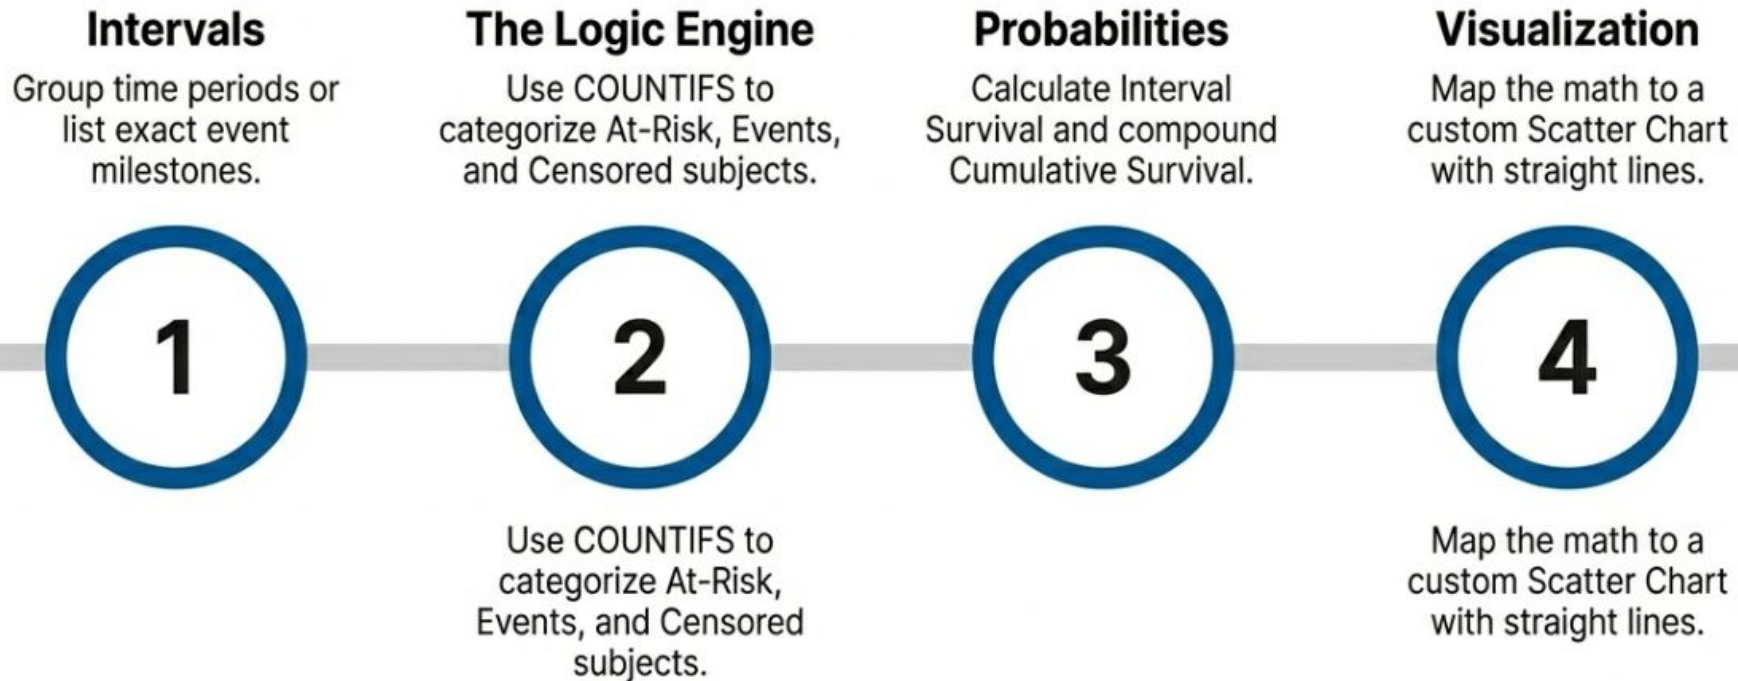 Intervals
Group time periods or
list exact event
milestones.
The Logic Engine
Use COUNTIFS to
categorize At-Risk, Events,
and Censored subjects.
Probabilities
Calculate Interval
Survival and compound
Cumulative Survival.
Visualization
Map the math to a
custom Scatter Chart
with straight lines.
1
2
3
4
Use COUNTIFS to
categorize At-Risk,
Events, and Censored
subjects.
Map the math to a
custom Scatter Chart
with straight lines.